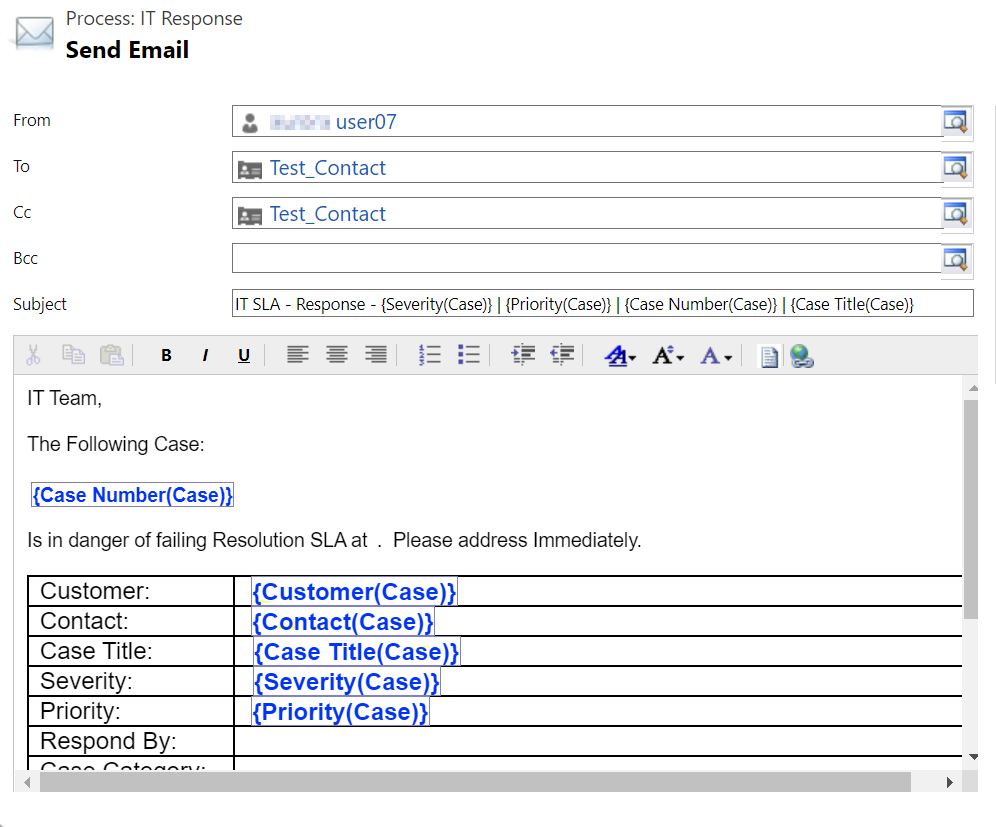 Process: IT Response
Send Email
From user07
To Test_Contact
Cc Test_Contact
Bcc
Subject IT SLA - Response - {Severity(Case)} | {Priority(Case)} | {Case Number(Case)} | {Case Title(Case)}
B I U A A A
IT Team,
The Following Case:
{Case Number(Case)}
Is in danger of failing Resolution SLA at . Please address Immediately.
Customer: {Customer(Case)}
Contact: {Contact(Case)}
Case Title: {Case Title(Case)}
Severity: {Severity(Case)}
Priority: {Priority(Case)}
Respond By:
Case Category: